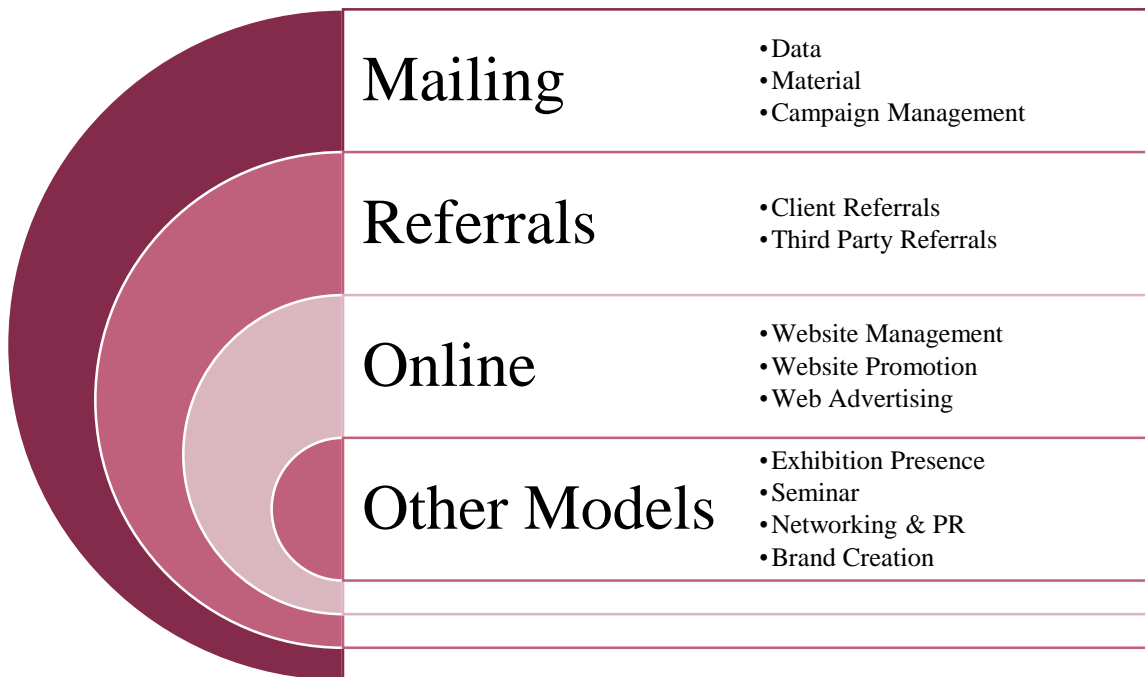 Mailing
•Data
•Material
•Campaign Management
Referrals
•Client Referrals
•Third Party Referrals
Online
•Website Management
•Website Promotion
•Web Advertising
Other Models
•Exhibition Presence
•Seminar
•Networking & PR
•Brand Creation